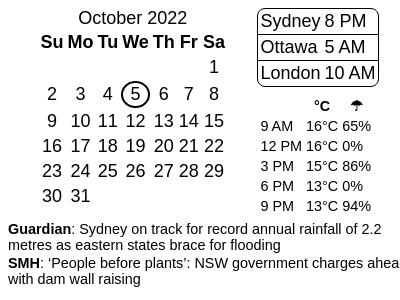 October 2022
Su Mo Tu We Th Fr Sa
1
2 3 4 5 6 7 8
9 10 11 12 13 14 15
16 17 18 19 20 21 22
23 24 25 26 27 28 29
30 31
Sydney 8 PM
Ottawa 5 AM
London 10 AM
°C ☂
9 AM 16°C 65%
12 PM 16°C 0%
3 PM 15°C 86%
6 PM 13°C 0%
9 PM 13°C 94%
Guardian: Sydney on track for record annual rainfall of 2.2
metres as eastern states brace for flooding
SMH: ‘People before plants’: NSW government charges ahea
with dam wall raising